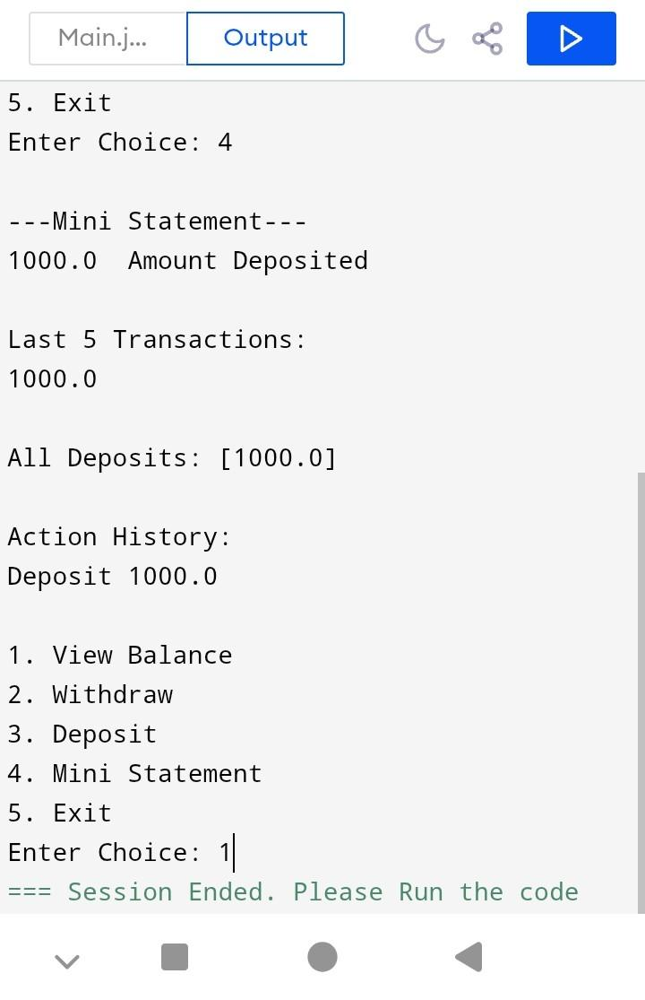 Main.j...
Output
5. Exit
Enter Choice: 4
---Mini Statement---
1000.0  Amount Deposited
Last 5 Transactions:
1000.0
All Deposits: [1000.0]
Action History:
Deposit 1000.0
1. View Balance
2. Withdraw
3. Deposit
4. Mini Statement
5. Exit
Enter Choice: 1
=== Session Ended. Please Run the code